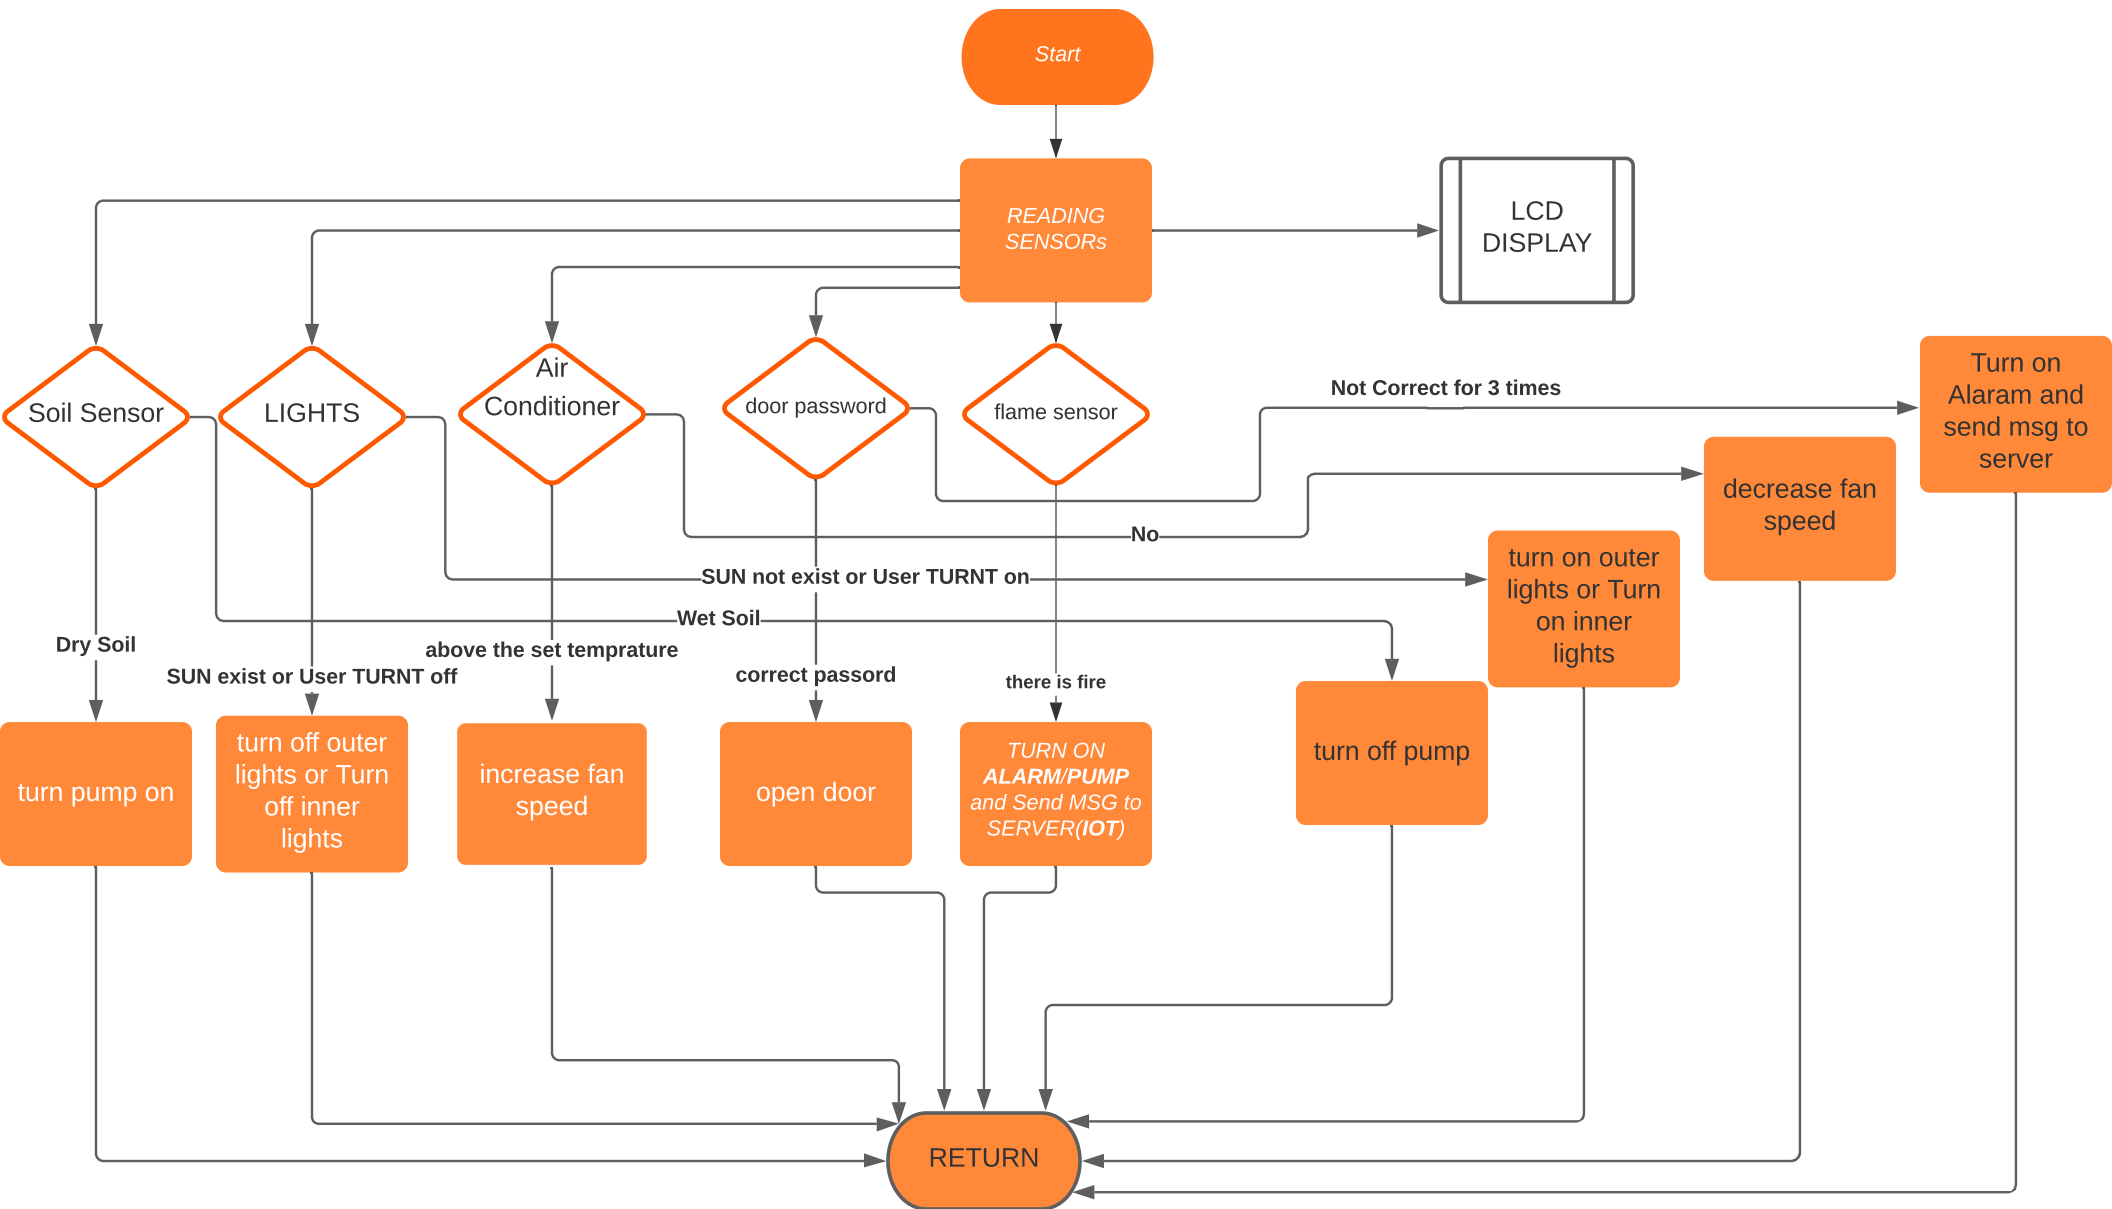 Start
READING
SENSORs
LCD
DISPLAY
Soil Sensor
LIGHTS
Air
Conditioner
door password
flame sensor
Not Correct for 3 times
Turn on
Alaram and
send msg to
server
decrease fan
speed
No
SUN not exist or User TURNT on
turn on outer
lights or Turn
on inner
lights
Wet Soil
Dry Soil
SUN exist or User TURNT off
above the set temprature
correct passord
there is fire
turn pump on
turn off outer
lights or Turn
off inner
lights
increase fan
speed
open door
TURN ON
ALARM/PUMP
and Send MSG to
SERVER(IOT)
turn off pump
RETURN